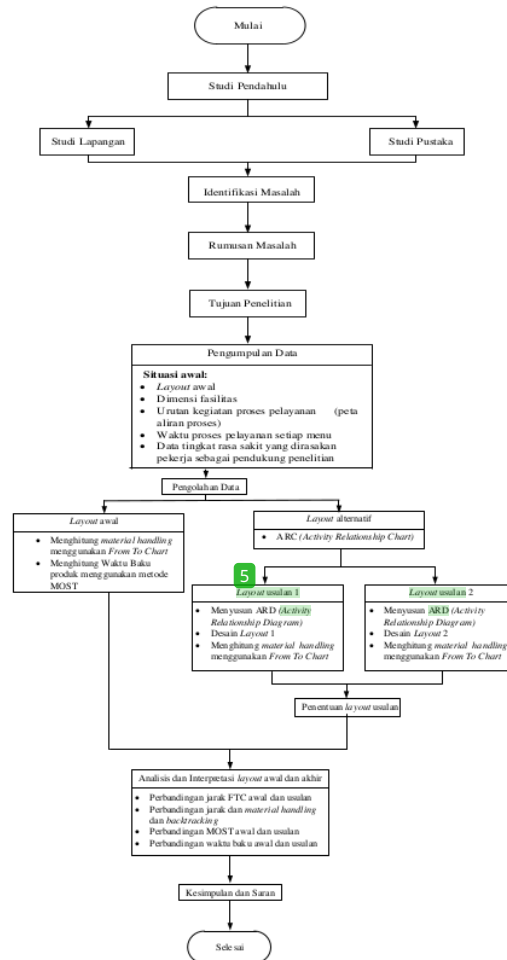 Mulai
Studi Pendahulu
Studi Lapangan
Studi Pustaka
Identifikasi Masalah
Rumusan Masalah
Tujuan Penelitian
Pengumpulan Data
Situasi awal:
• Layout awal
• Dimensi fasilitas
• Urutan kegiatan proses pelayanan (peta
aliran proses)
• Waktu proses pelayanan setiap menu
• Data tingkat rasa sakit yang dirasakan
pekerja sebagai pendukung penelitian
Pengolahan Data
Layout awal
• Menghitung material handling
menggunakan From To Chart
• Menghitung Waktu Baku
produk menggunakan metode
MOST
Layout alternatif
• ARC (Activity Relationship Chart)
5
Layout usulan 1
• Menyusun ARD (Activity
Relationship Diagram)
• Desain Layout 1
• Menghitung material handling
menggunakan From To Chart
Layout usulan 2
• Menyusun ARD (Activity
Relationship Diagram)
• Desain Layout 2
• Menghitung material handling
menggunakan From To Chart
Penentuan layout usulan
Analisis dan Interpretasi layout awal dan akhir
• Perbandingan jarak FTC awal dan usulan
• Perbandingan jarak dan material handling
dan backtracking
• Perbandingan MOST awal dan usulan
• Perbandingan waktu baku awal dan usulan
Kesimpulan dan Saran
Selesai